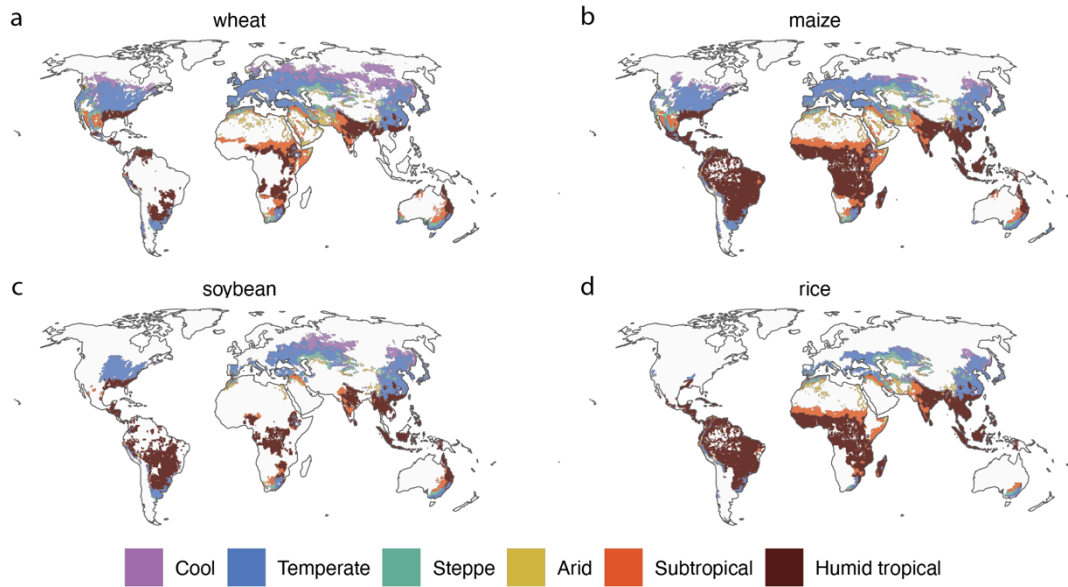 a
wheat
b
maize
c
soybean
d
rice
Cool Temperate Steppe Arid Subtropical Humid tropical